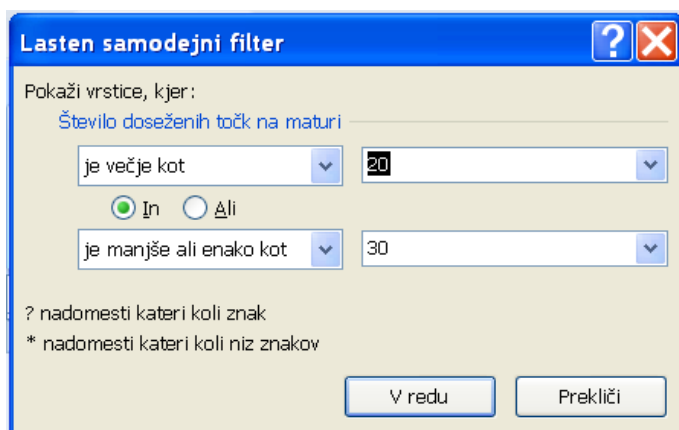 Lasten samodejni filter
Pokaži vrstice, kjer:
Število doseženih točk na maturi
je večje kot 20
In Ali
je manjše ali enako kot 30
? nadomesti kateri koli znak
* nadomesti kateri koli niz znakov
V redu Prekliči